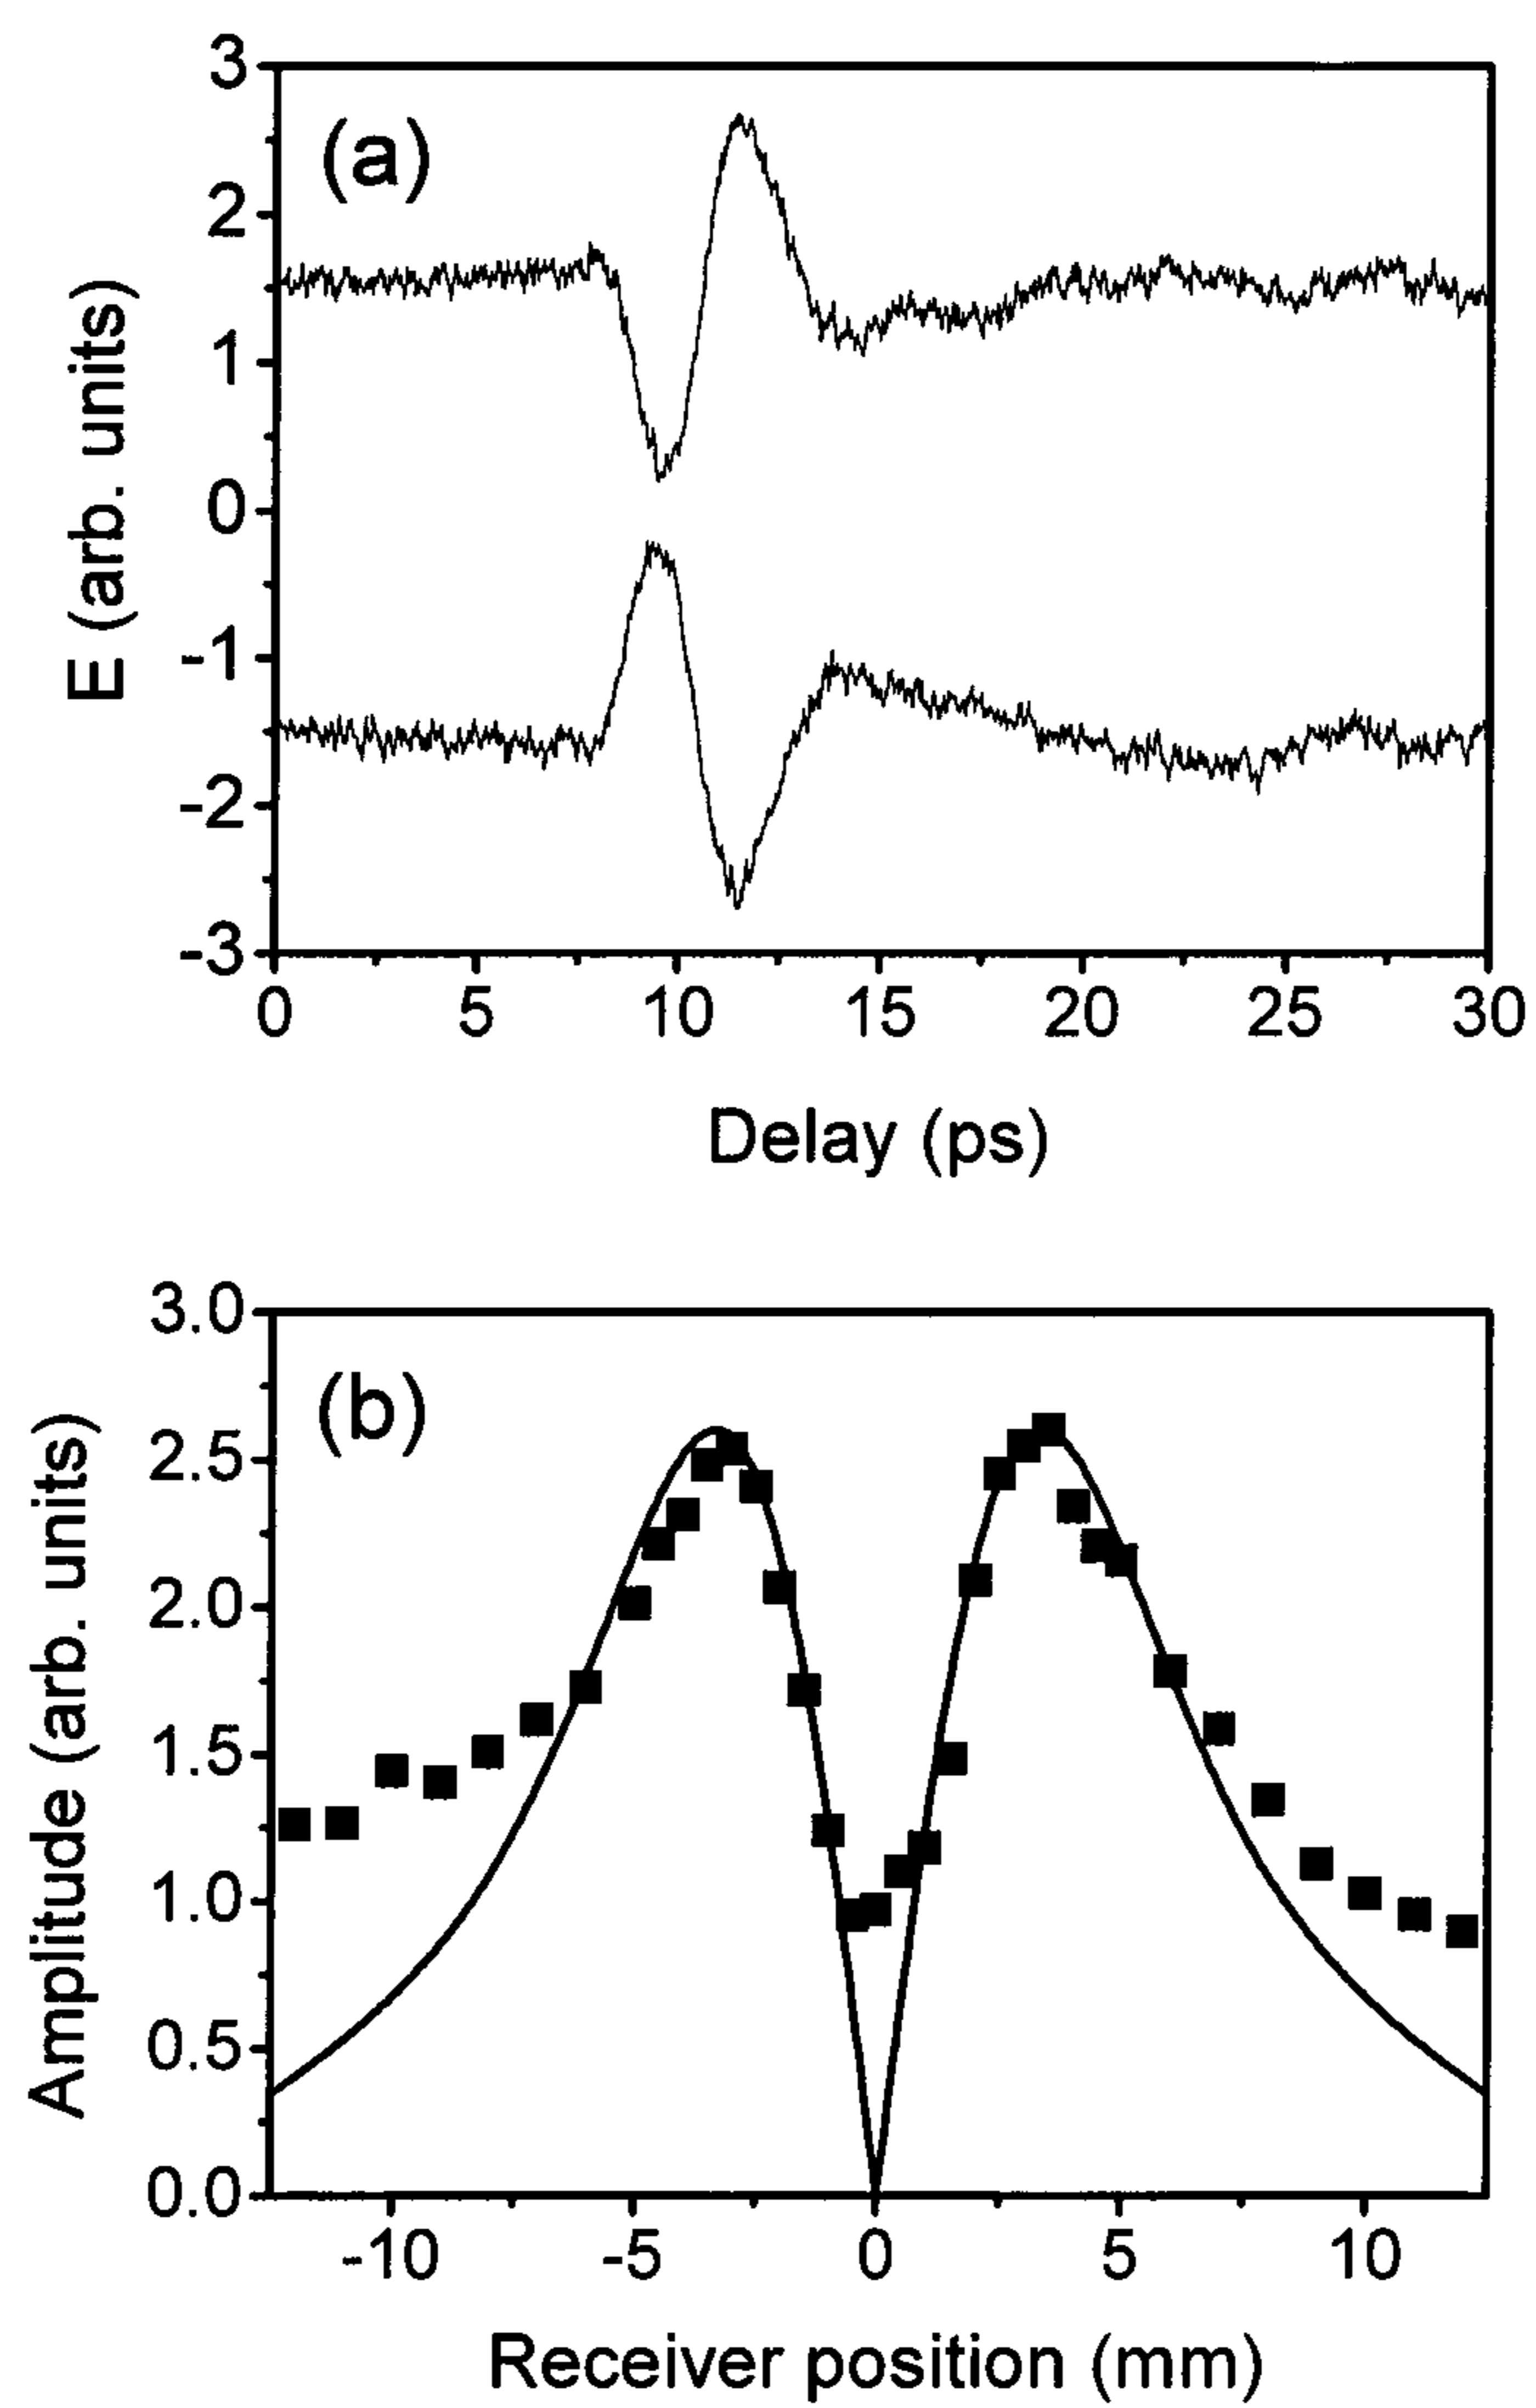 (a)
3
2
1
0
-1
-2
-3
E (arb. units)
0 5 10 15 20 25 30
Delay (ps)
(b)
3.0
2.5
2.0
1.5
1.0
0.5
0.0
Amplitude (arb. units)
-10 -5 0 5 10
Receiver position (mm)